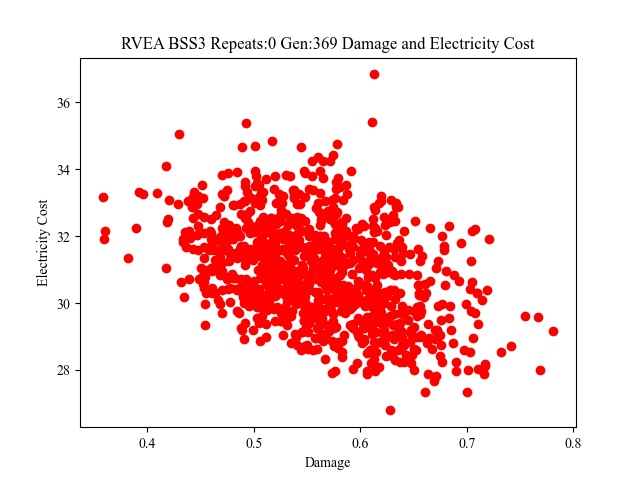 RVEA BSS3 Repeats:0 Gen:369 Damage and Electricity Cost
36
34
32
30
28
Electricity Cost
0.4 0.5 0.6 0.7 0.8
Damage